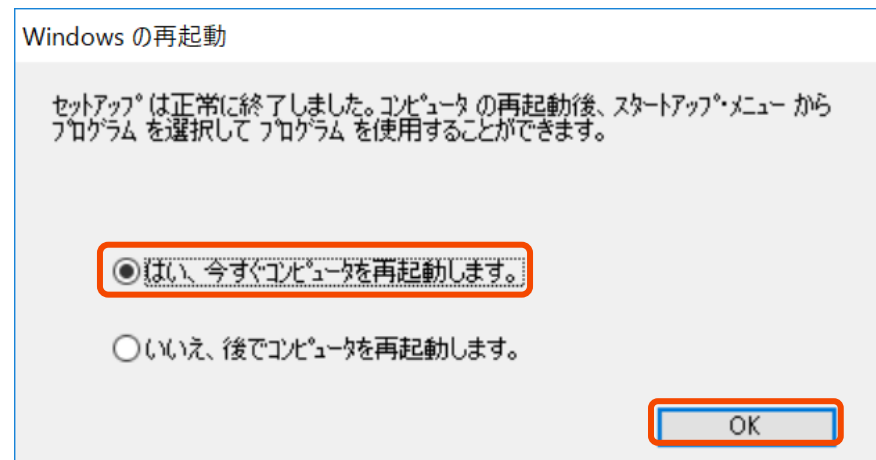 Windows の再起動
ｾｯﾄｱｯﾌﾟは正常に終了しました。ｺﾝﾋﾟｭｰﾀ の再起動後、ｽﾀｰﾄｱｯﾌﾟ･ﾒﾆｭｰ から
ﾌﾟﾛｸﾞﾗﾑ を選択して ﾌﾟﾛｸﾞﾗﾑ を使用することができます。
はい、今すぐｺﾝﾋﾟｭｰﾀを再起動します。
いいえ、後でｺﾝﾋﾟｭｰﾀを再起動します。
OK